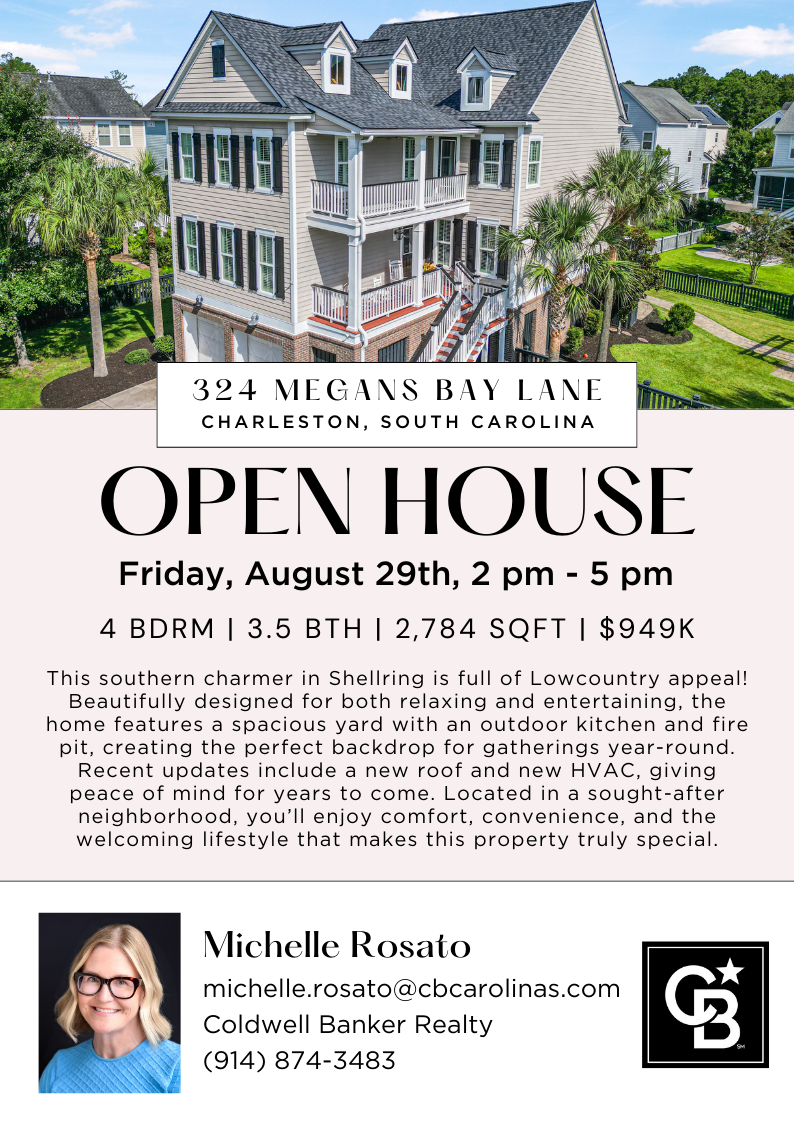 324 MEGANS BAY LANE
CHARLESTON, SOUTH CAROLINA
OPEN HOUSE
Friday, August 29th, 2 pm - 5 pm
4 BDRM | 3.5 BTH | 2,784 SQFT | $949K
This southern charmer in Shellring is full of Lowcountry appeal!
Beautifully designed for both relaxing and entertaining, the
home features a spacious yard with an outdoor kitchen and fire
pit, creating the perfect backdrop for gatherings year-round.
Recent updates include a new roof and new HVAC, giving
peace of mind for years to come. Located in a sought-after
neighborhood, you’ll enjoy comfort, convenience, and the
welcoming lifestyle that makes this property truly special.
Michelle Rosato
michelle.rosato@cbcarolinas.com
Coldwell Banker Realty
(914) 874-3483
CB
SM